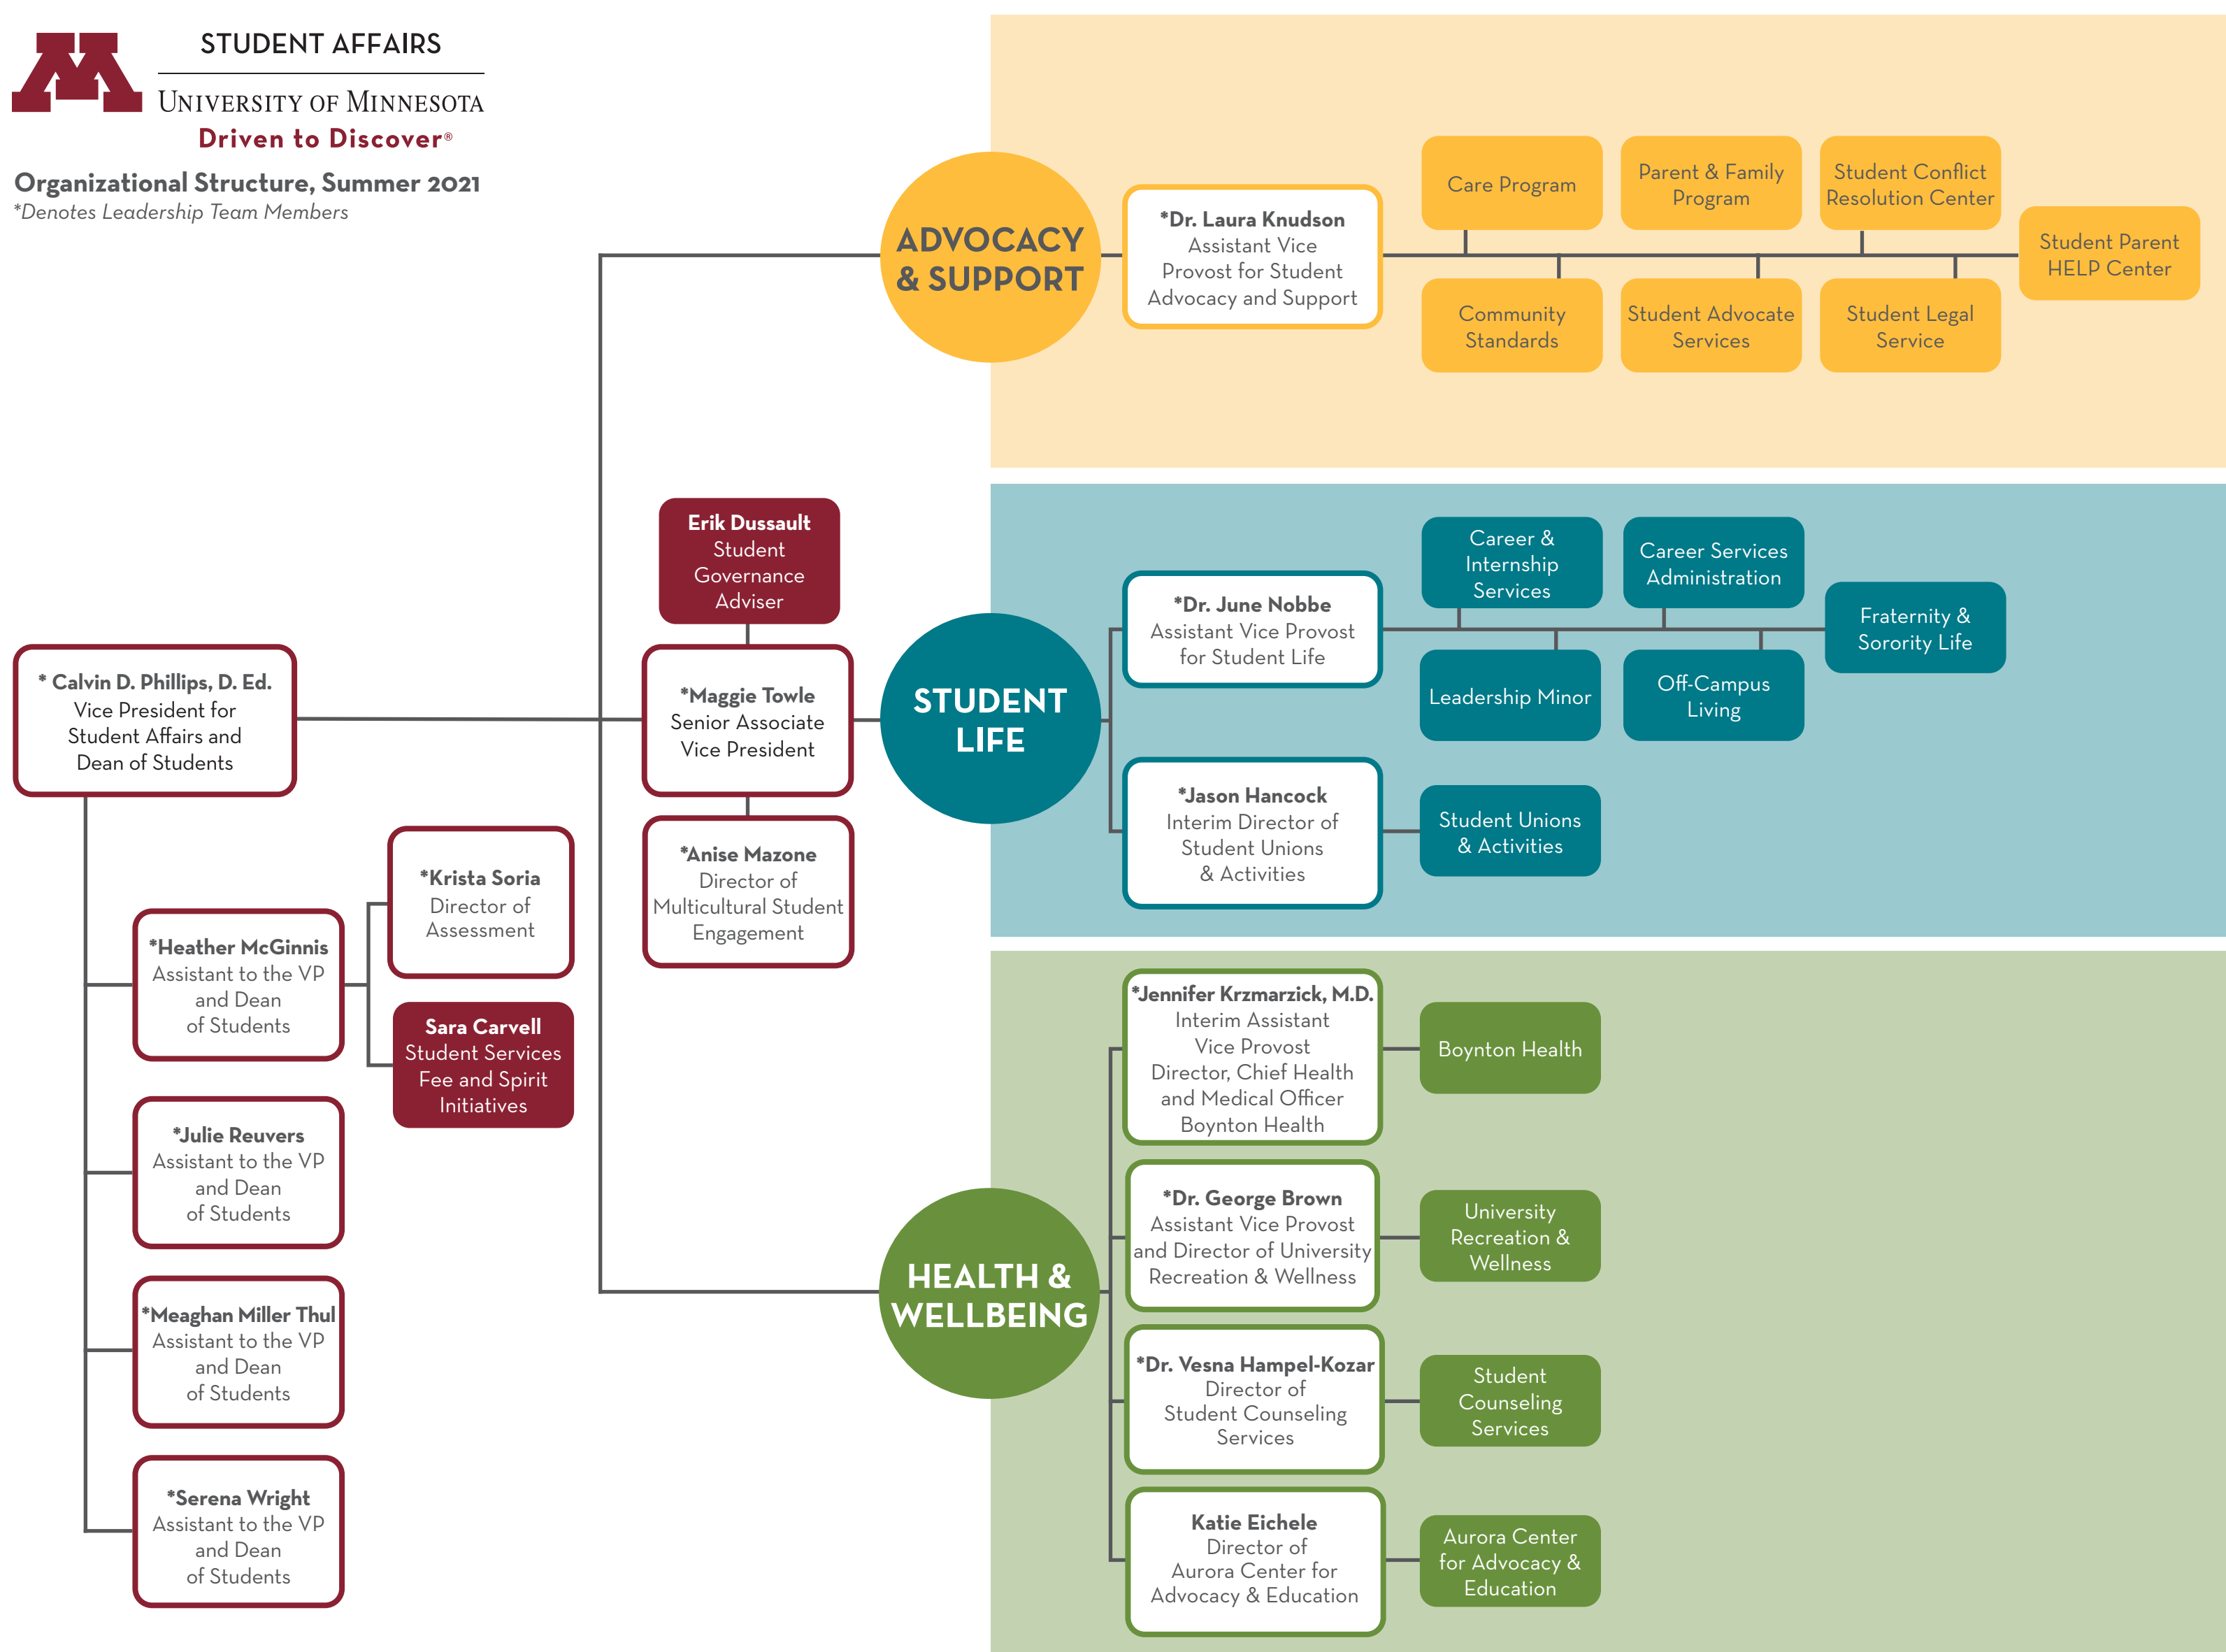 STUDENT AFFAIRS
UNIVERSITY OF MINNESOTA
Driven to Discover®
Organizational Structure, Summer 2021
*Denotes Leadership Team Members
ADVOCACY
& SUPPORT
*Dr. Laura Knudson
Assistant Vice
Provost for Student
Advocacy and Support
Care Program
Parent & Family
Program
Student Conflict
Resolution Center
Student Parent
HELP Center
Community
Standards
Student Advocate
Services
Student Legal
Service
Erik Dussault
Student
Governance
Adviser
* Calvin D. Phillips, D. Ed.
Vice President for
Student Affairs and
Dean of Students
*Maggie Towle
Senior Associate
Vice President
*Anise Mazone
Director of
Multicultural Student
Engagement
STUDENT
LIFE
*Dr. June Nobbe
Assistant Vice Provost
for Student Life
Career &
Internship
Services
Career Services
Administration
Fraternity &
Sorority Life
Leadership Minor
Off-Campus
Living
*Jason Hancock
Interim Director of
Student Unions
& Activities
Student Unions
& Activities
*Heather McGinnis
Assistant to the VP
and Dean
of Students
*Krista Soria
Director of
Assessment
Sara Carvell
Student Services
Fee and Spirit
Initiatives
*Julie Reuvers
Assistant to the VP
and Dean
of Students
*Meaghan Miller Thul
Assistant to the VP
and Dean
of Students
*Serena Wright
Assistant to the VP
and Dean
of Students
HEALTH &
WELLBEING
*Jennifer Krzmarzick, M.D.
Interim Assistant
Vice Provost
Director, Chief Health
and Medical Officer
Boynton Health
Boynton Health
*Dr. George Brown
Assistant Vice Provost
and Director of University
Recreation & Wellness
University
Recreation &
Wellness
*Dr. Vesna Hampel-Kozar
Director of
Student Counseling
Services
Student
Counseling
Services
Katie Eichele
Director of
Aurora Center for
Advocacy & Education
Aurora Center
for Advocacy &
Education